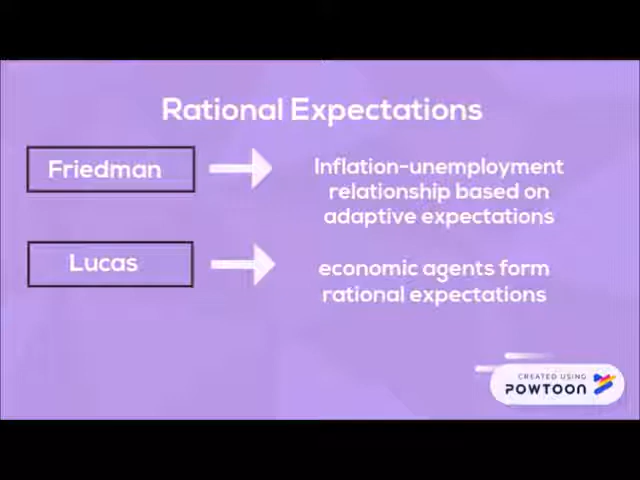 Rational Expectations
Friedman
Inflation-unemployment
relationship based on
adaptive expectations
Lucas
economic agents form
rational expectations
CREATED USING
POWTOON